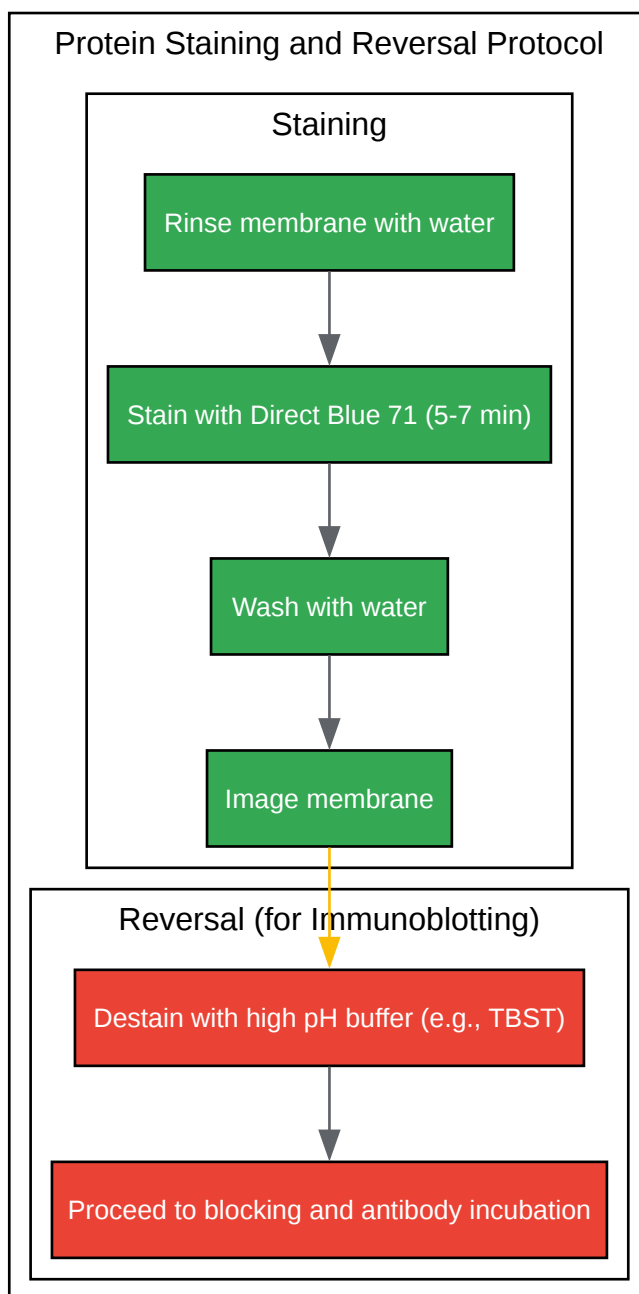 Protein Staining and Reversal Protocol
Staining
Rinse membrane with water
Stain with Direct Blue 71 (5-7 min)
Wash with water
Image membrane
Reversal (for Immunoblotting)
Destain with high pH buffer (e.g., TBST)
Proceed to blocking and antibody incubation